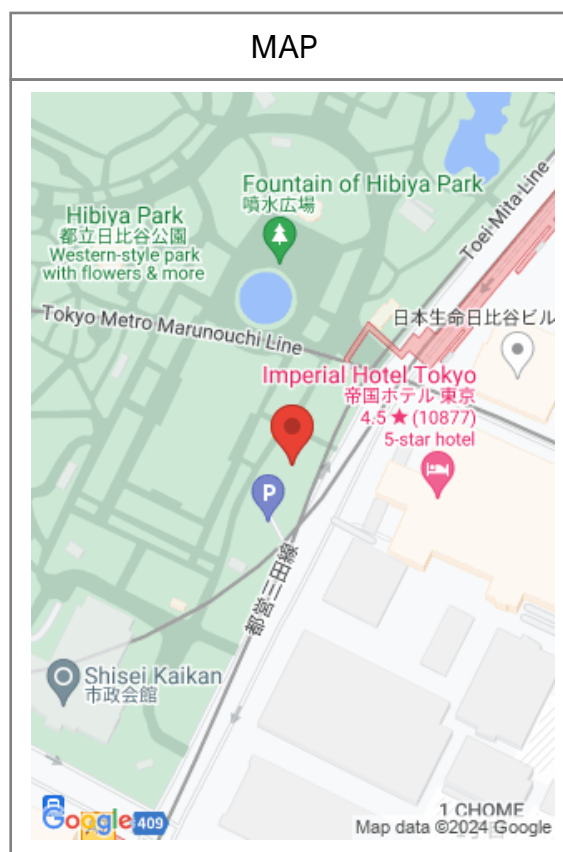 MAP
Fountain of Hibiya Park
噴水広場
Hibiya Park
都立日比谷公園
Western-style park
with flowers & more
Toei Mita Line
Tokyo Metro Marunouchi Line
日本生命日比谷ビル
Imperial Hotel Tokyo
帝国ホテル 東京
4.5 ★ (10877)
5-star hotel
P
都営三田線
Shisei Kaikan
市政会館
Google
409
1 CHOME
Map data ©2024 Google